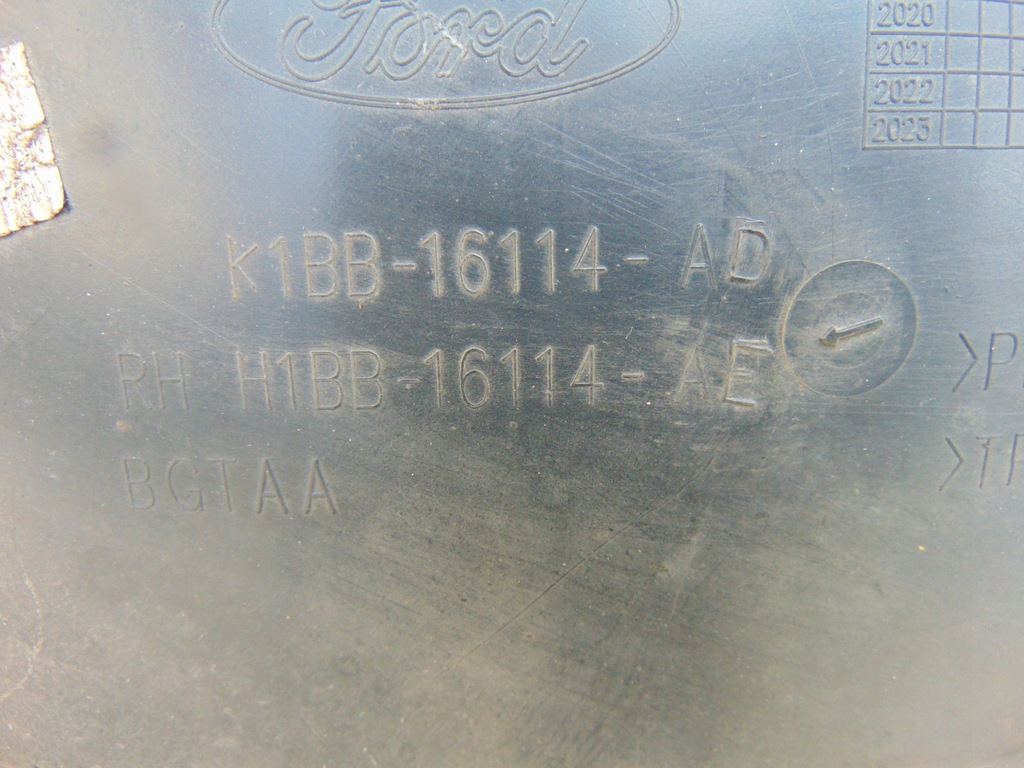 Ford
2020
2021
2022
2023
K1BB-16114-AD
RH H1BB-16114-AE
>P
BGTAA